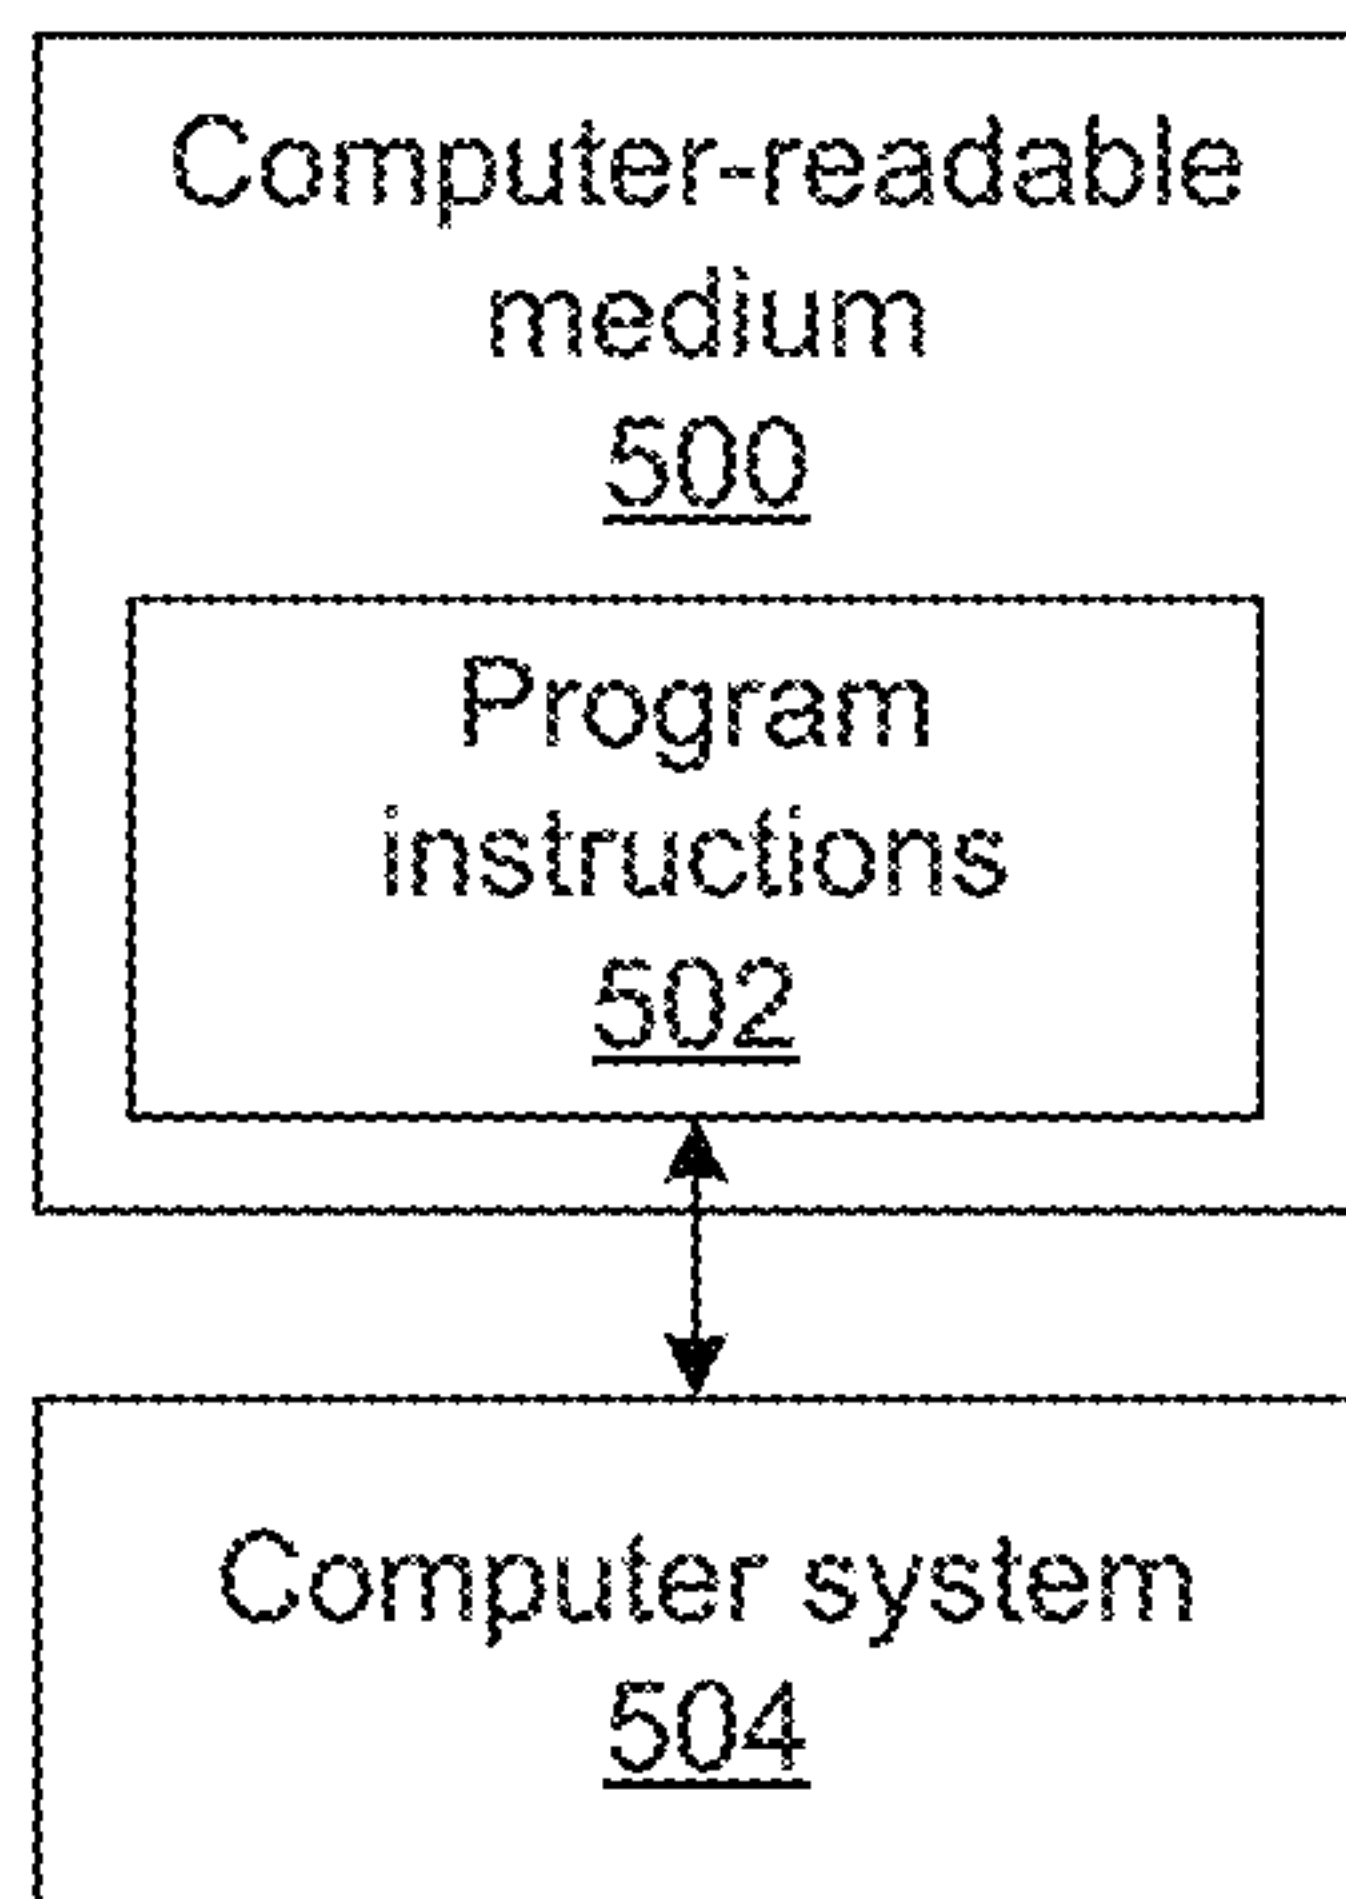 Computer-readable
medium
500
Program
instructions
502
Computer system
504